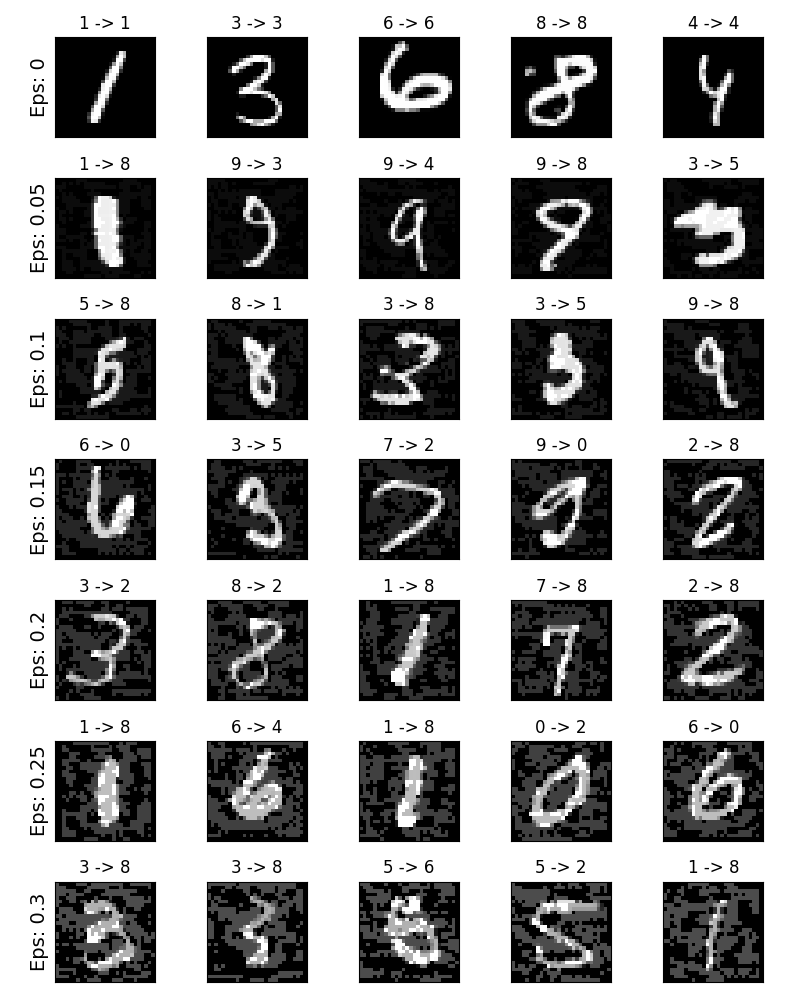 1 -> 1 3 -> 3 6 -> 6 8 -> 8 4 -> 4
Eps: 0
1 -> 8 9 -> 3 9 -> 4 9 -> 8 3 -> 5
Eps: 0.05
5 -> 8 8 -> 1 3 -> 8 3 -> 5 9 -> 8
Eps: 0.1
6 -> 0 3 -> 5 7 -> 2 9 -> 0 2 -> 8
Eps: 0.15
3 -> 2 8 -> 2 1 -> 8 7 -> 8 2 -> 8
Eps: 0.2
1 -> 8 6 -> 4 1 -> 8 0 -> 2 6 -> 0
Eps: 0.25
3 -> 8 3 -> 8 5 -> 6 5 -> 2 1 -> 8
Eps: 0.3